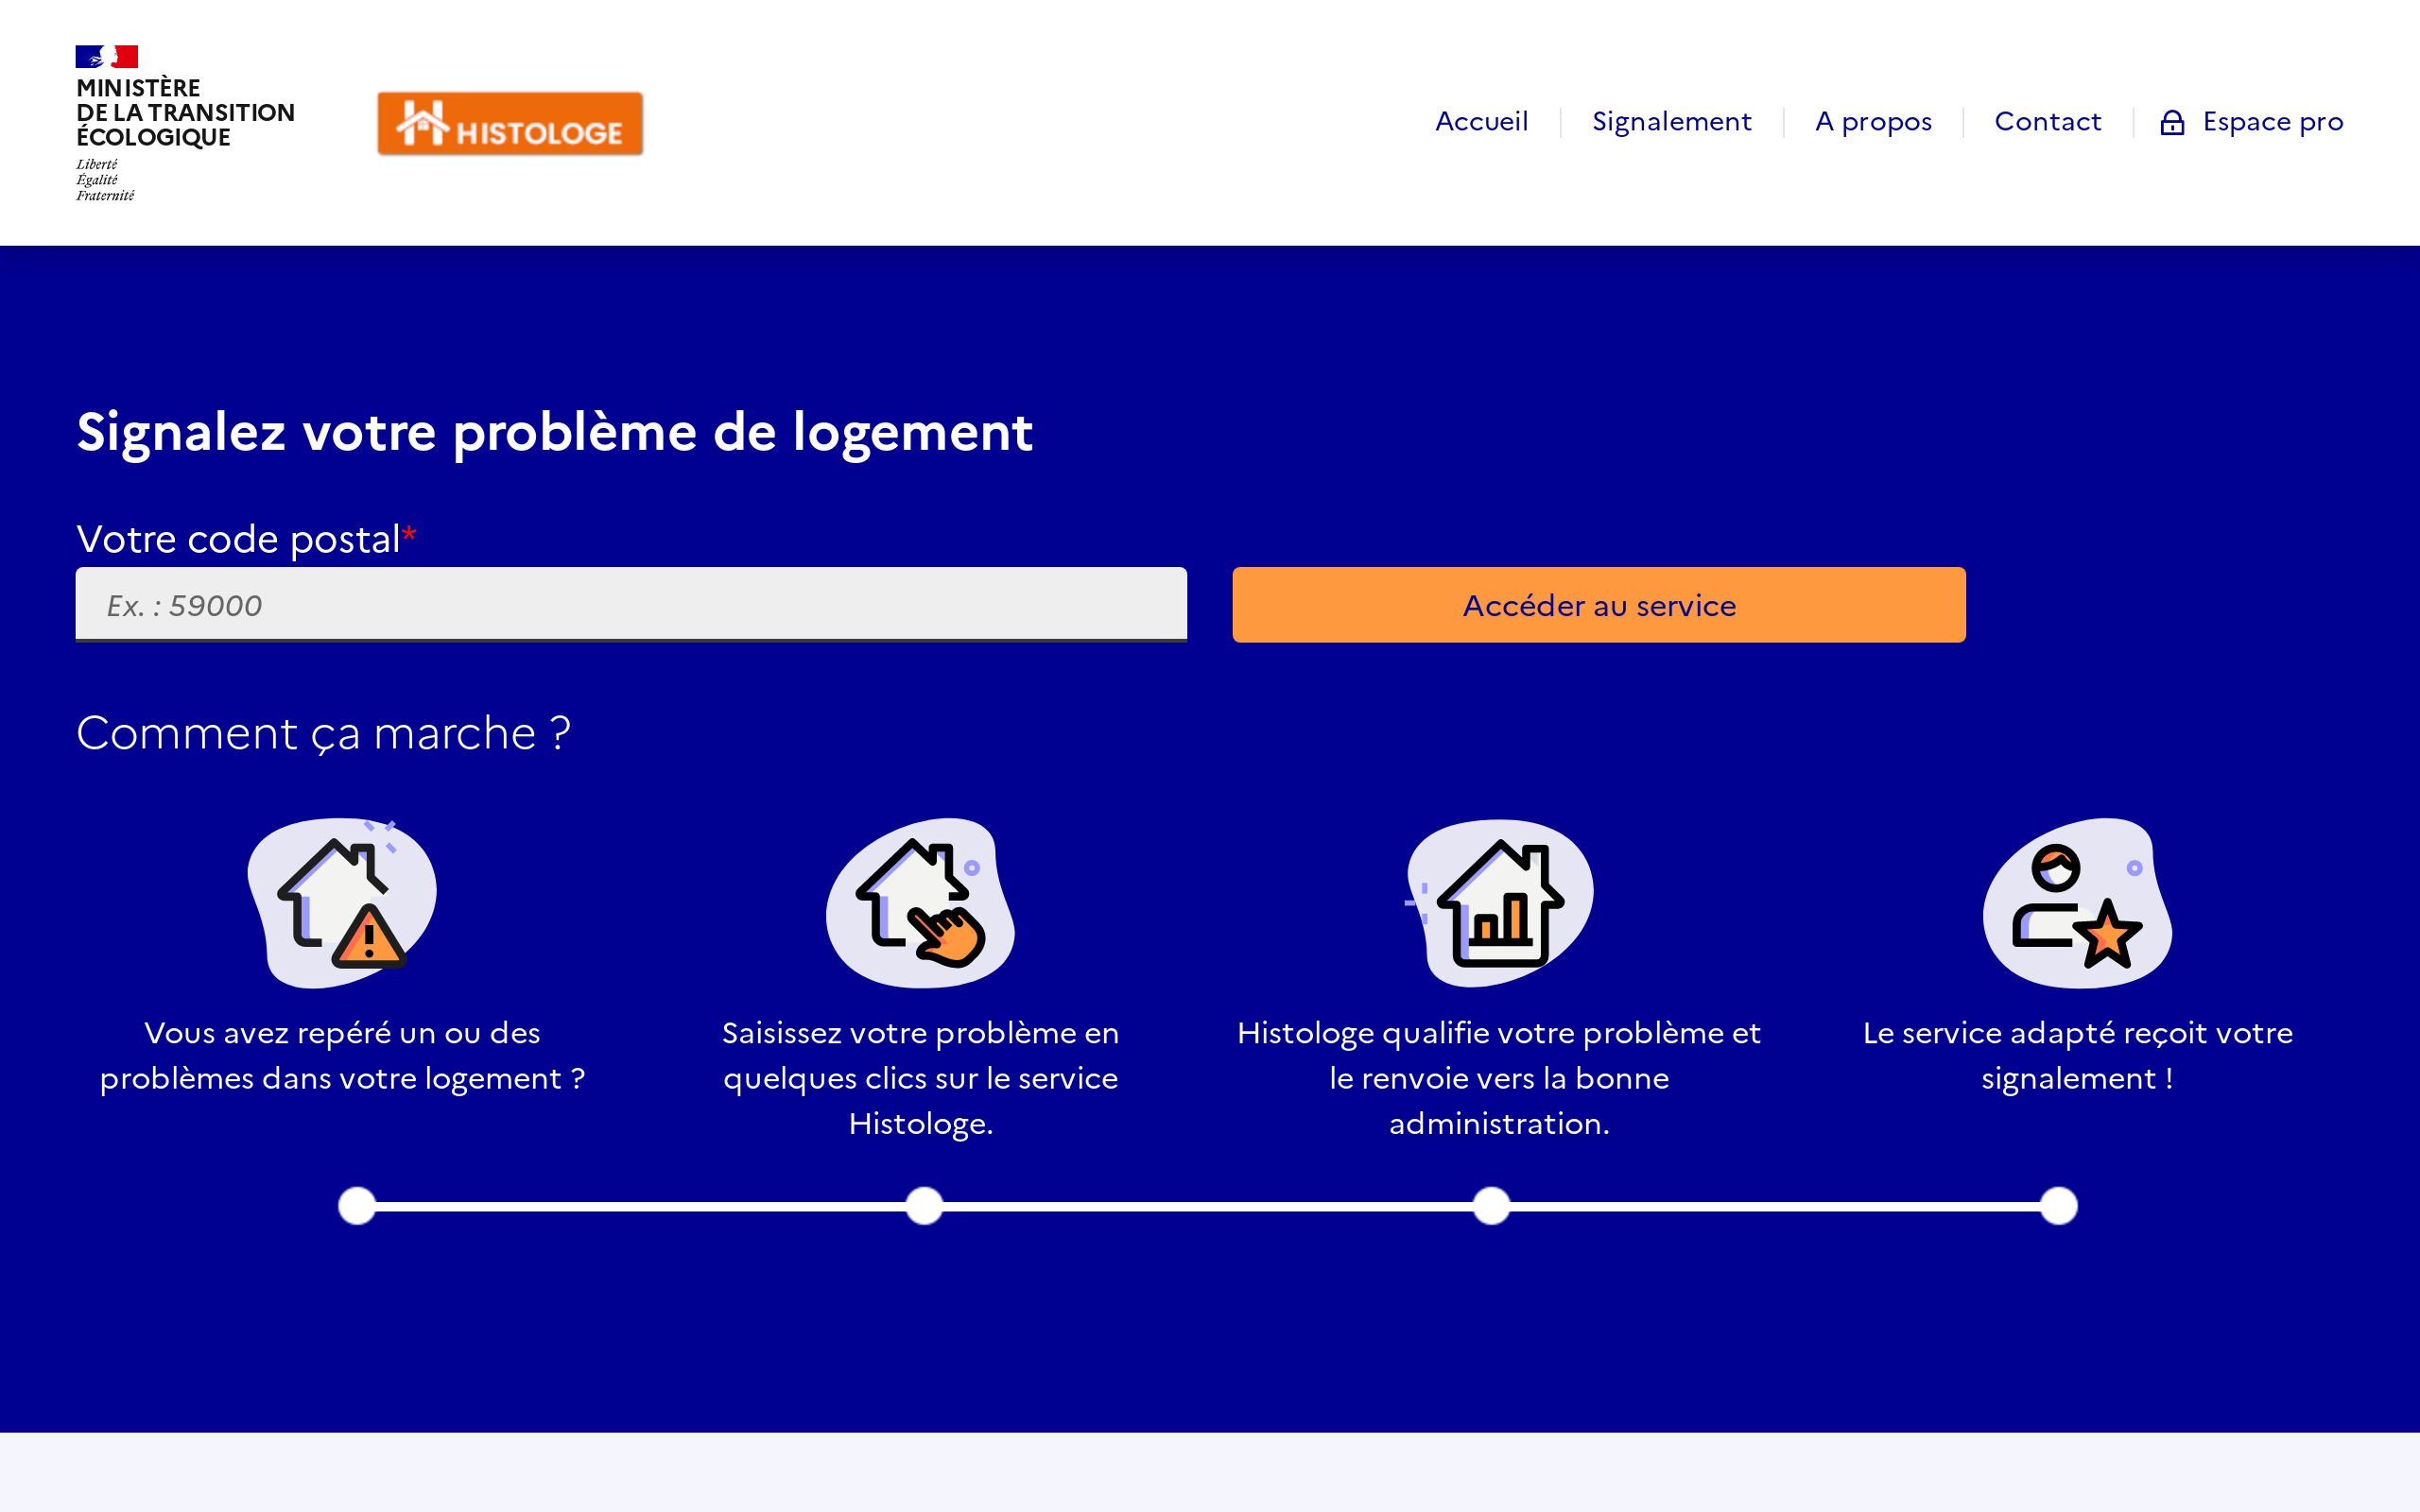 MINISTÈRE
DE LA TRANSITION
ÉCOLOGIQUE
Liberté
Égalité
Fraternité
HISTOLOGE
Accueil
Signalement
A propos
Contact
Espace pro
Signalez votre problème de logement
Votre code postal*
Ex. : 59000
Accéder au service
Comment ça marche ?
Vous avez repéré un ou des
problèmes dans votre logement ?
Saisissez votre problème en
quelques clics sur le service
Histologe.
Histologe qualifie votre problème et
le renvoie vers la bonne
administration.
Le service adapté reçoit votre
signalement !